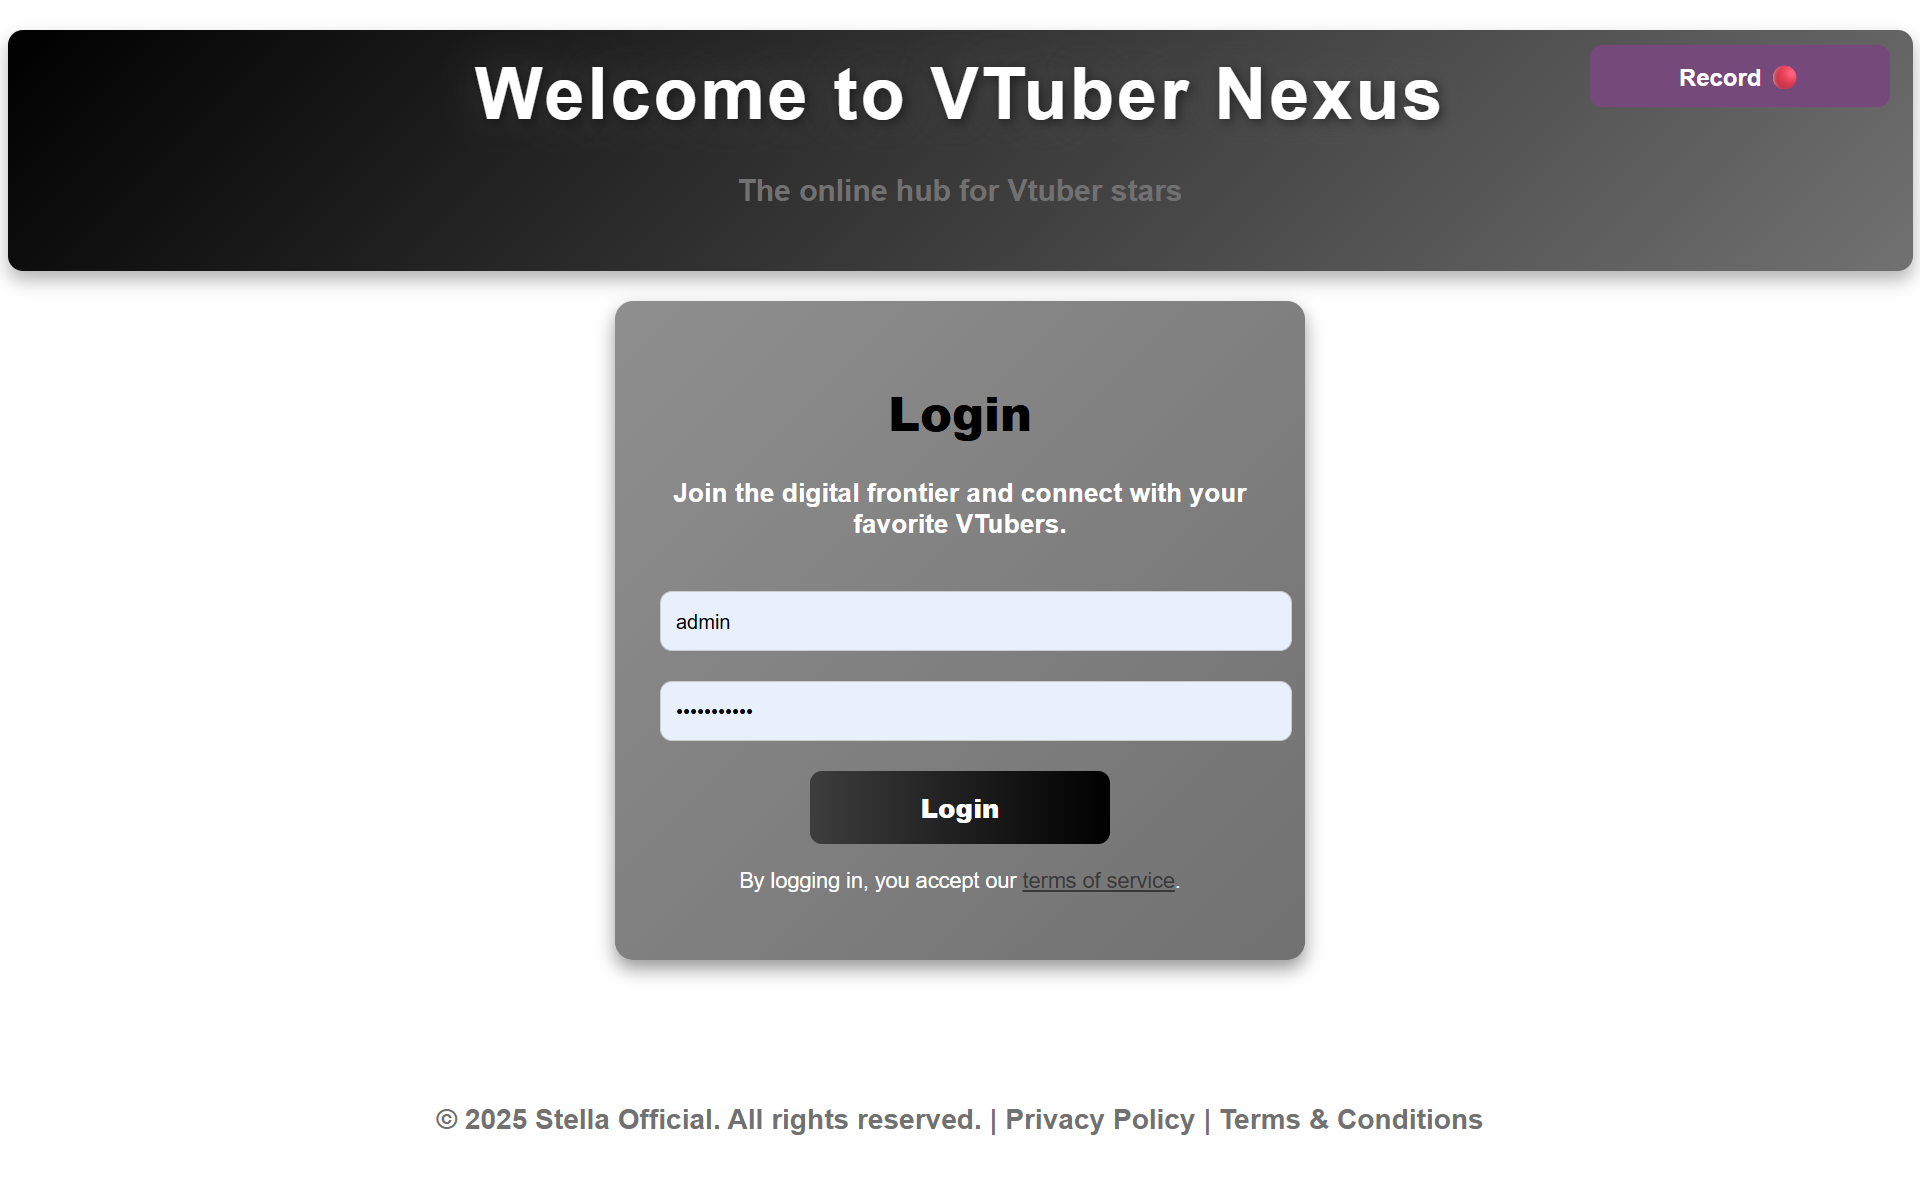 Welcome to VTuber Nexus
Record
The online hub for Vtuber stars
Login
Join the digital frontier and connect with your
favorite VTubers.
admin
•••••••••••
Login
By logging in, you accept our terms of service.
© 2025 Stella Official. All rights reserved. | Privacy Policy | Terms & Conditions